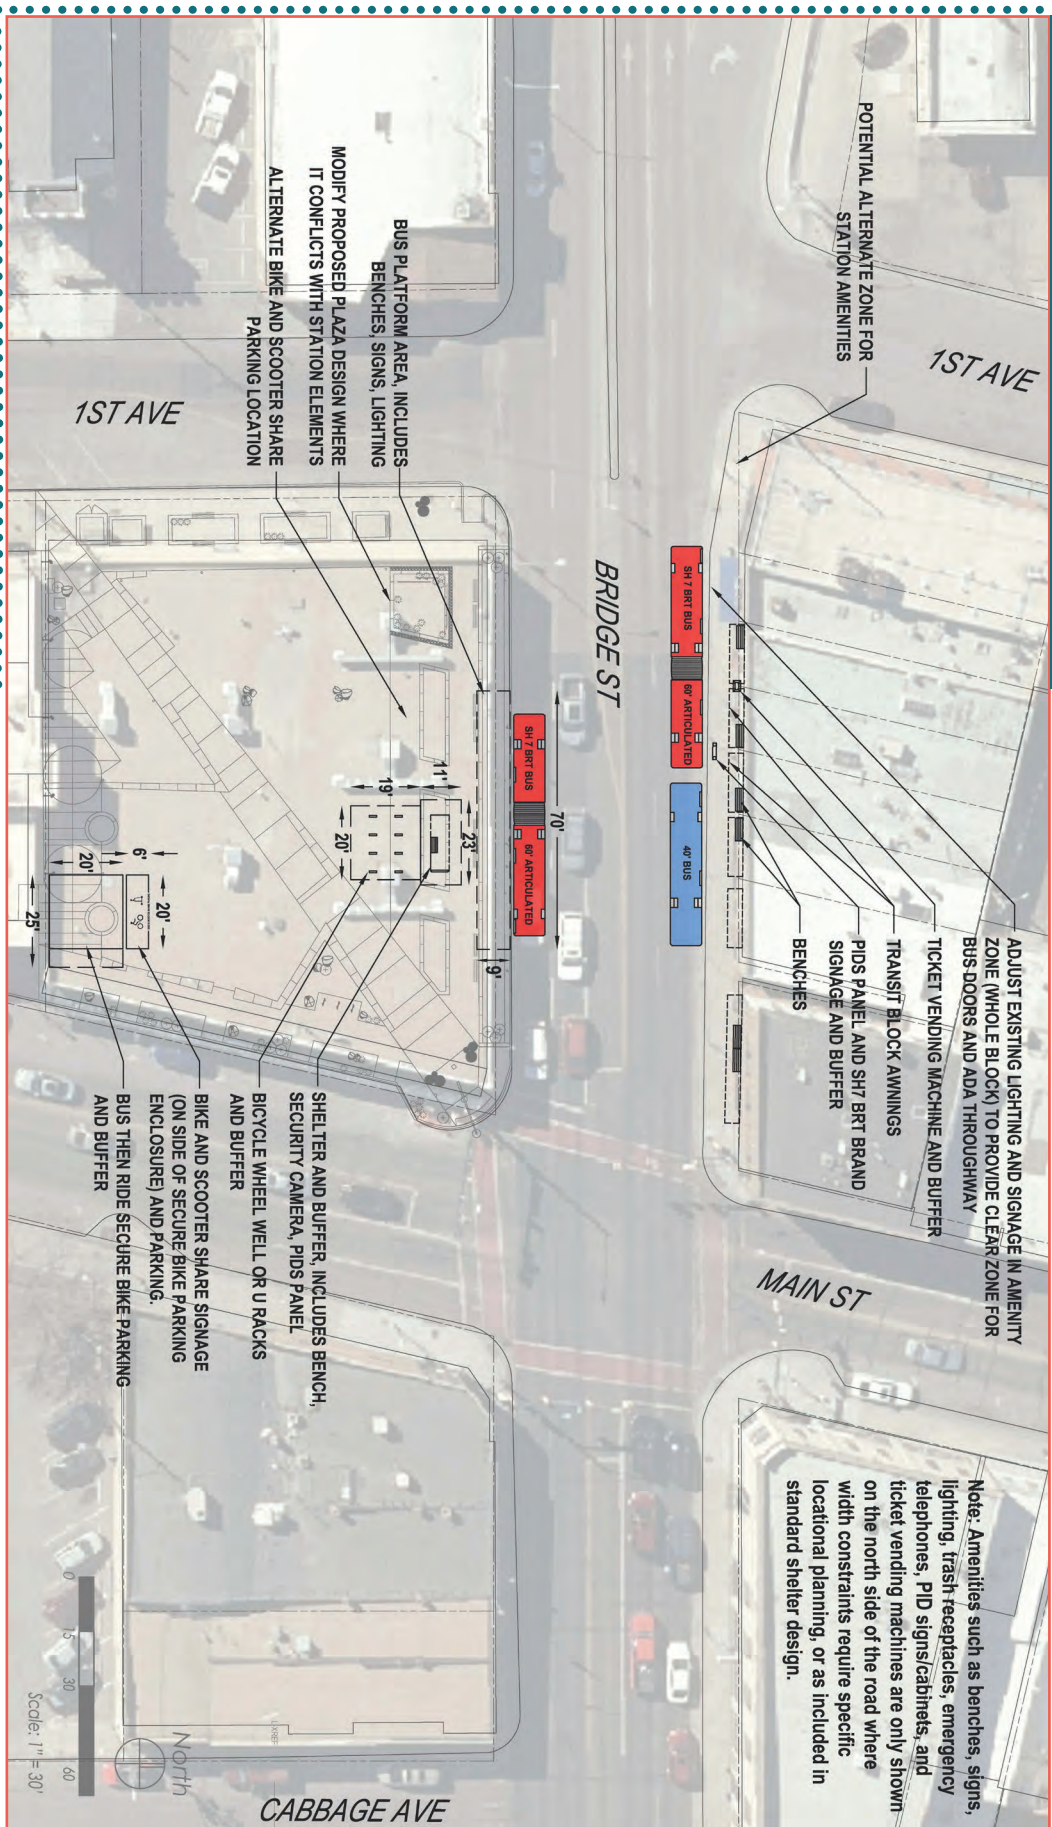 POTENTIAL ALTERNATE ZONE FOR
STATION AMENITIES
1ST AVE
ADJUST EXISTING LIGHTING AND SIGNAGE IN AMENITY
ZONE (WHOLE BLOCK) TO PROVIDE CLEAR ZONE FOR
BUS DOORS AND ADA THROUGHWAY
TICKET VENDING MACHINE AND BUFFER
TRANSIT BLOCK AWNINGS
PIDS PANEL AND SH7 BRT BRAND
SIGNAGE AND BUFFER
BENCHES
MAIN ST
Note: Amenities such as benches, signs,
lighting, trash receptacles, emergency
telephones, PID signs/cabinets, and
ticket vending machines are only shown
on the north side of the road where
width constraints require specific
locational planning, or as included in
standard shelter design.
SH 7 BRT BUS
60' ARTICULATED
40' BUS
BRIDGE ST
SH 7 BRT BUS
60' ARTICULATED
70'
9'
BUS PLATFORM AREA, INCLUDES
BENCHES, SIGNS, LIGHTING
MODIFY PROPOSED PLAZA DESIGN WHERE
IT CONFLICTS WITH STATION ELEMENTS
ALTERNATE BIKE AND SCOOTER SHARE
PARKING LOCATION
1ST AVE
23'
11'
19'
20'
20'
6'
20'
25'
SHELTER AND BUFFER, INCLUDES BENCH,
SECURITY CAMERA, PIDS PANEL
BICYCLE WHEEL WELL OR U RACKS
AND BUFFER
BIKE AND SCOOTER SHARE SIGNAGE
(ON SIDE OF SECURE BIKE PARKING
ENCLOSURE) AND PARKING.
BUS THEN RIDE SECURE BIKE PARKING
AND BUFFER
CABBAGE AVE
North
0 15 30 60
Scale: 1" = 30'